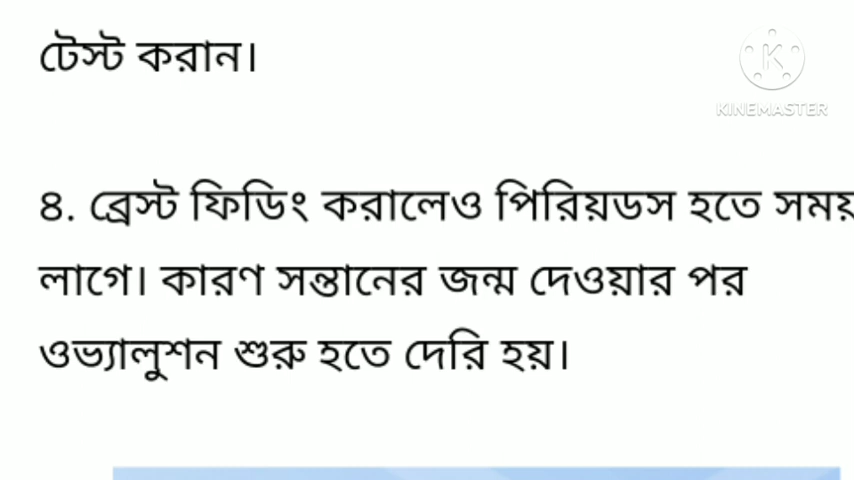 টেস্ট করান।
KINEMASTER
৪. ব্রেস্ট ফিডিং করালেও পিরিয়ডস হতে সময়
লাগে। কারণ সন্তানের জন্ম দেওয়ার পর
ওভ্যালুশন শুরু হতে দেরি হয়।